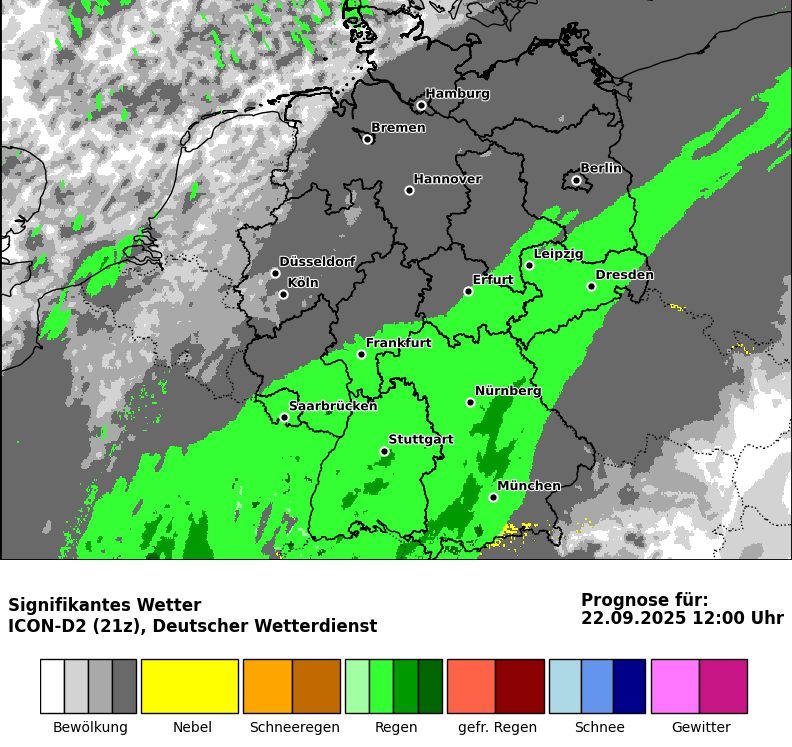 Hamburg
Bremen
Berlin
Hannover
Leipzig
Düsseldorf
Dresden
Köln
Erfurt
Frankfurt
Nürnberg
Saarbrücken
Stuttgart
München
Signifikantes Wetter
ICON-D2 (21z), Deutscher Wetterdienst
Prognose für:
22.09.2025 12:00 Uhr
Bewölkung Nebel Schneeregen Regen gefr. Regen Schnee Gewitter